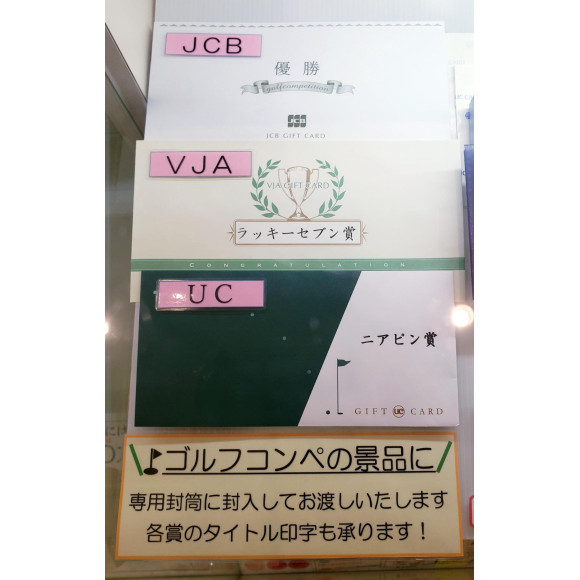 JCB
優勝
golfcompetition
JCB
JCB GIFT CARD
VJA
VJA GIFT CARD
ラッキーセブン賞
CONGRATULATION
UC
ニアピン賞
GIFT UC CARD
ゴルフコンペの景品に
専用封筒に封入してお渡しいたします
各賞のタイトル印字も承ります!